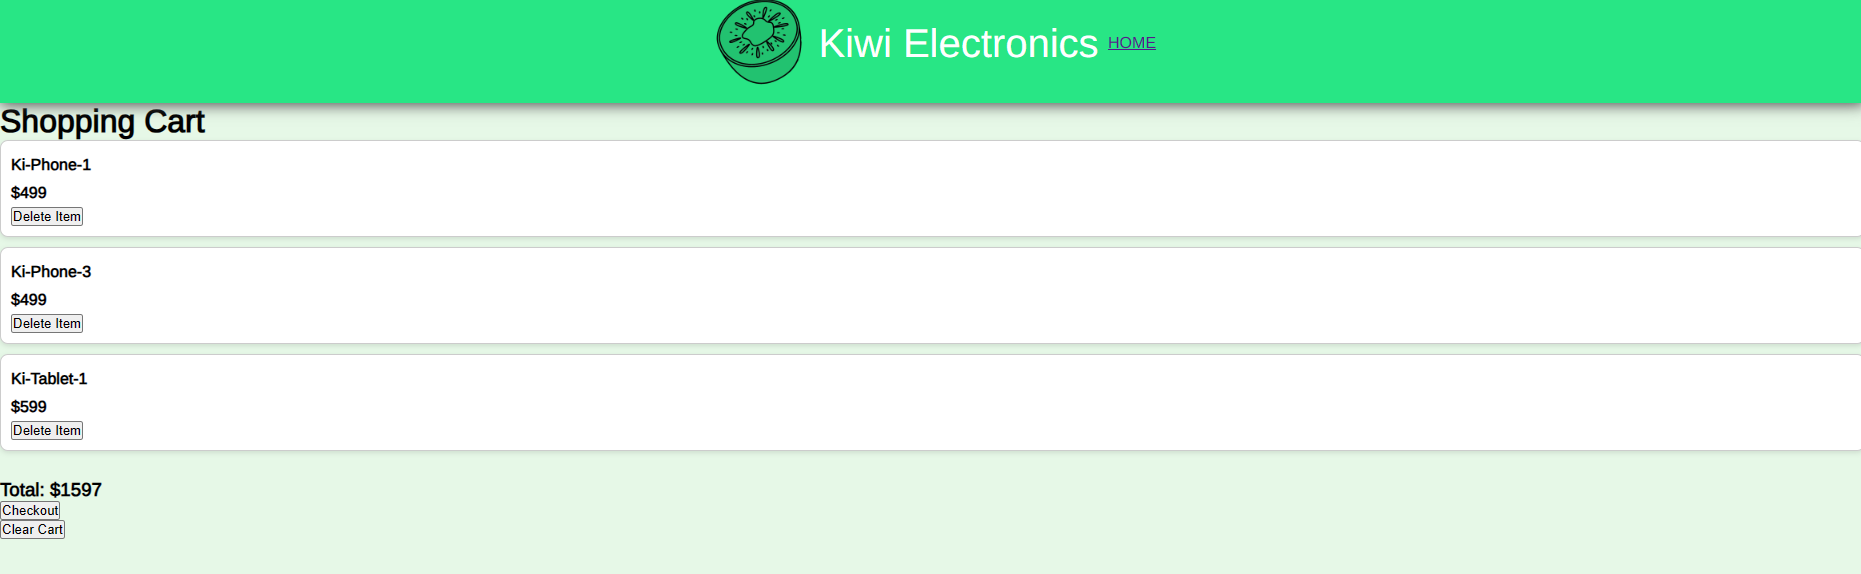 Kiwi Electronics HOME
Shopping Cart
Ki-Phone-1
$499
Delete Item
Ki-Phone-3
$499
Delete Item
Ki-Tablet-1
$599
Delete Item
Total: $1597
Checkout
Clear Cart